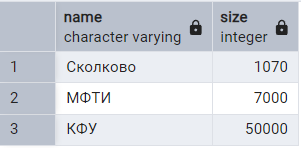 name size
character varying integer
1 Сколково 1070
2 МФТИ 7000
3 КФУ 50000